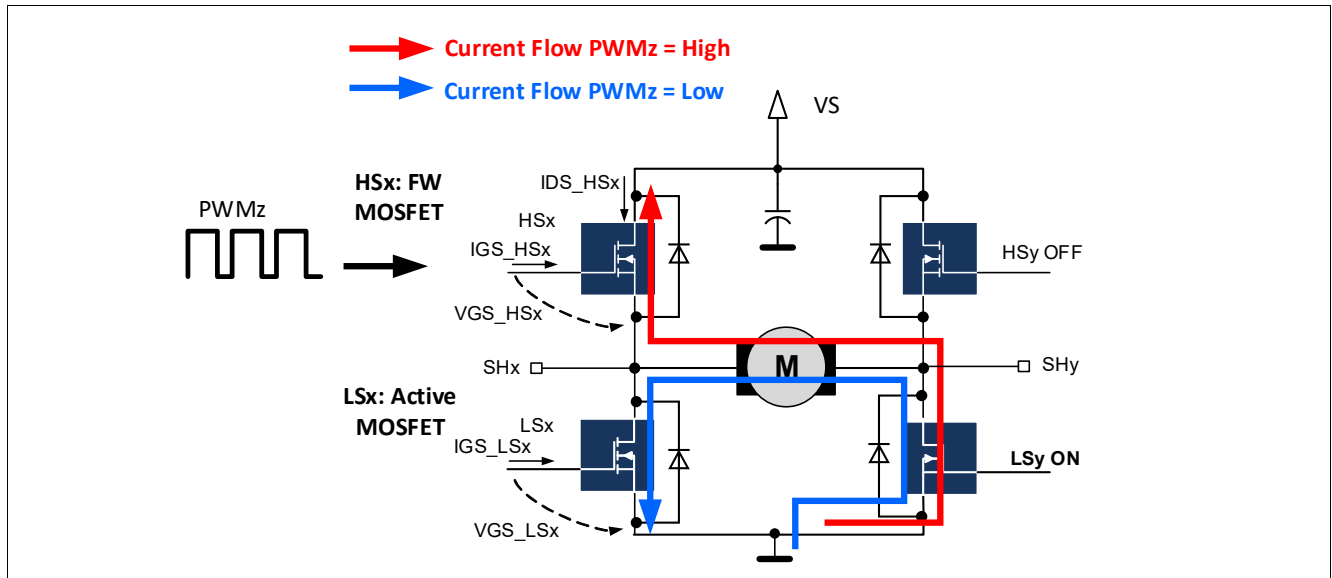 Current Flow PWMz = High
Current Flow PWMz = Low
VS
HSx: FW
MOSFET
IDS_HSx
PWMz
HSx
IGS_HSx
HSy OFF
VGS_HSx
SHx
M
SHy
LSx: Active
MOSFET
LSx
IGS_LSx
LSy ON
VGS_LSx